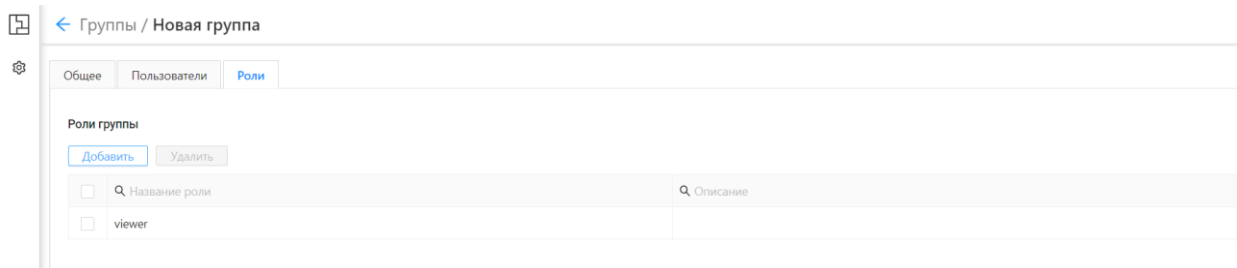 Группы / Новая группа
Общее Пользователи Роли
Роли группы
Добавить Удалить
Название роли Описание
viewer